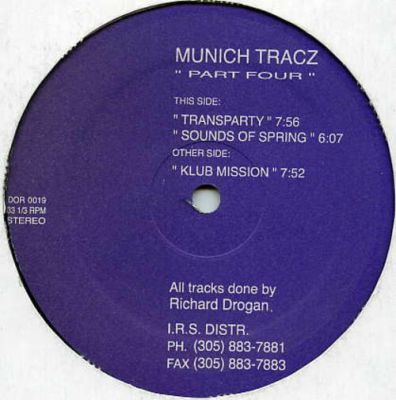 MUNICH TRACZ
" PART FOUR "
THIS SIDE:
" TRANSPARTY " 7:56
" SOUNDS OF SPRING " 6:07
OTHER SIDE:
" KLUB MISSION " 7:52
DOR 0019
33 1/3 RPM
STEREO
All tracks done by
Richard Drogan.
I.R.S. DISTR.
PH. (305) 883-7881
FAX (305) 883-7883